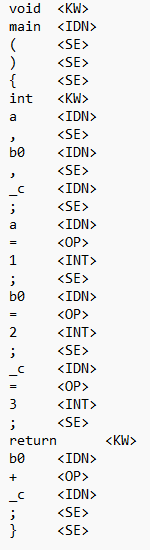 void <KW>
main <IDN>
( <SE>
) <SE>
{ <SE>
int <KW>
a <IDN>
, <SE>
b0 <IDN>
, <SE>
_c <IDN>
; <SE>
a <IDN>
= <OP>
1 <INT>
; <SE>
b0 <IDN>
= <OP>
2 <INT>
; <SE>
_c <IDN>
= <OP>
3 <INT>
; <SE>
return <KW>
b0 <IDN>
+ <OP>
_c <IDN>
; <SE>
} <SE>